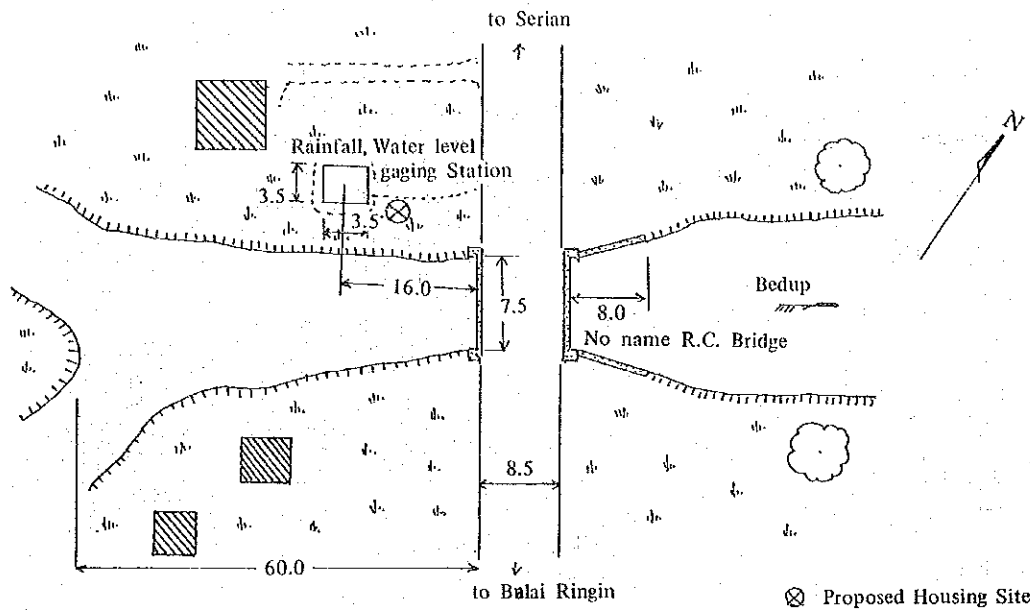 to Serian
N
Rainfall, Water level
gaging Station
3.5
3.5
16.0
7.5
8.0
Bedup
No name R.C. Bridge
8.5
60.0
to Balai Ringin
Proposed Housing Site